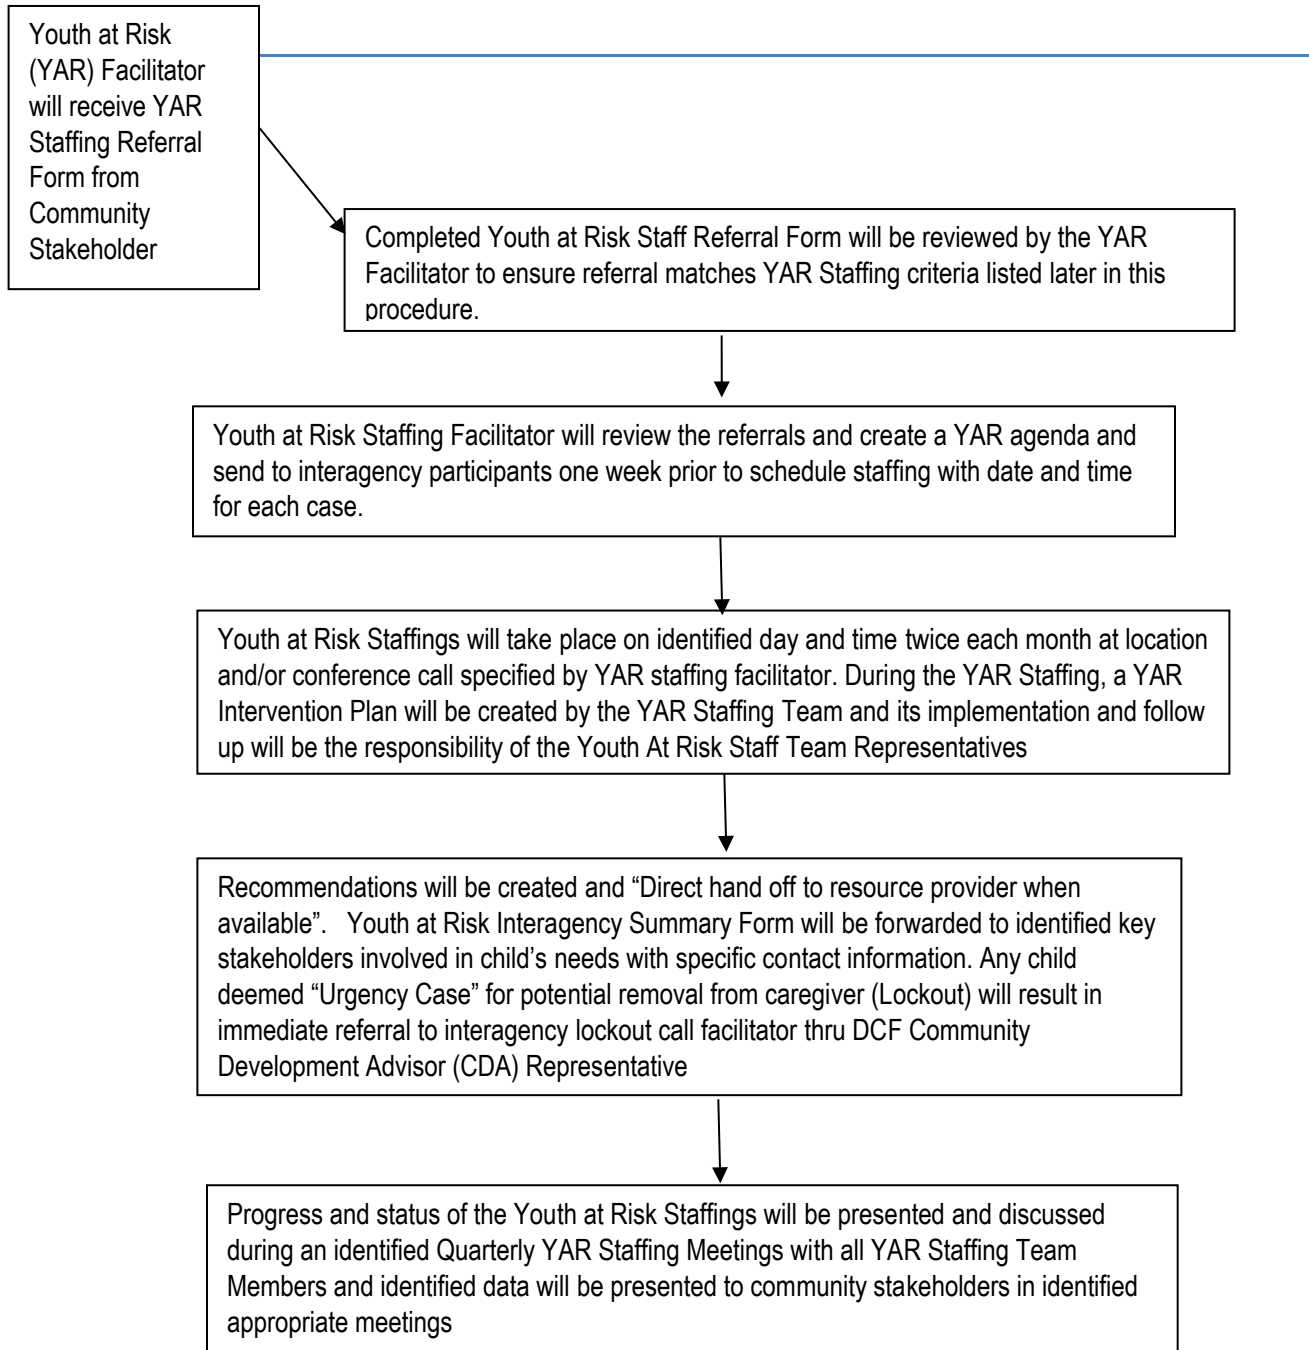 Youth at Risk
(YAR) Facilitator
will receive YAR
Staffing Referral
Form from
Community
Stakeholder
Completed Youth at Risk Staff Referral Form will be reviewed by the YAR
Facilitator to ensure referral matches YAR Staffing criteria listed later in this
procedure.
Youth at Risk Staffing Facilitator will review the referrals and create a YAR agenda and
send to interagency participants one week prior to schedule staffing with date and time
for each case.
Youth at Risk Staffings will take place on identified day and time twice each month at location
and/or conference call specified by YAR staffing facilitator. During the YAR Staffing, a YAR
Intervention Plan will be created by the YAR Staffing Team and its implementation and follow
up will be the responsibility of the Youth At Risk Staff Team Representatives
Recommendations will be created and “Direct hand off to resource provider when
available”.   Youth at Risk Interagency Summary Form will be forwarded to identified key
stakeholders involved in child’s needs with specific contact information. Any child
deemed “Urgency Case” for potential removal from caregiver (Lockout) will result in
immediate referral to interagency lockout call facilitator thru DCF Community
Development Advisor (CDA) Representative
Progress and status of the Youth at Risk Staffings will be presented and discussed
during an identified Quarterly YAR Staffing Meetings with all YAR Staffing Team
Members and identified data will be presented to community stakeholders in identified
appropriate meetings